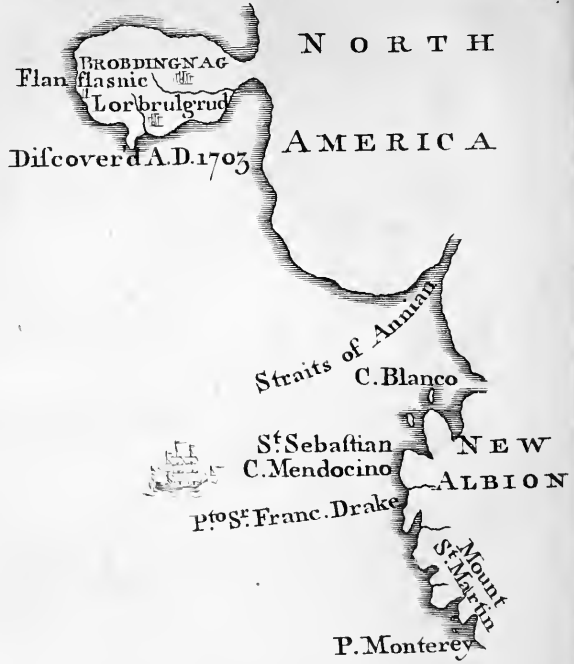 NORTH
BROBDINGNAG
Flanflasnic
Lorbrulgrud
AMERICA
Diſcover'd A.D. 1703
Straits of Annian
C. Blanco
St. Sebaſtian
NEW
C. Mendocino
ALBION
Pto. Sr. Franc. Drake
Mount
St. Martin
P. Monterey